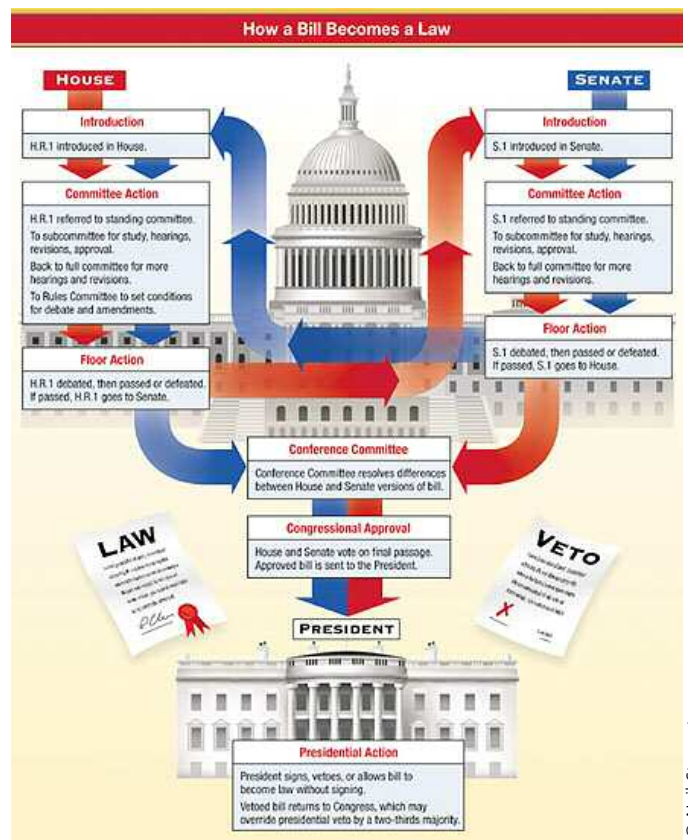 How a Bill Becomes a Law
HOUSE
SENATE
Introduction
H.R.1 introduced in House.
Introduction
S.1 introduced in Senate.
Committee Action
H.R.1 referred to standing committee.
To subcommittee for study, hearings,
revisions, approval.
Back to full committee for more
hearings and revisions.
To Rules Committee to set conditions
for debate and amendments.
Committee Action
S.1 referred to standing committee.
To subcommittee for study, hearings,
revisions, approval.
Back to full committee for more
hearings and revisions.
Floor Action
H.R.1 debated, then passed or defeated.
If passed, H.R.1 goes to Senate.
Floor Action
S.1 debated, then passed or defeated.
If passed, S.1 goes to House.
Conference Committee
Conference Committee resolves differences
between House and Senate versions of bill.
Congressional Approval
House and Senate vote on final passage.
Approved bill is sent to the President.
LAW
VETO
PRESIDENT
Presidential Action
President signs, vetoes, or allows bill to
become law without signing.
Vetoed bill returns to Congress, which may
override presidential veto by a two-thirds majority.